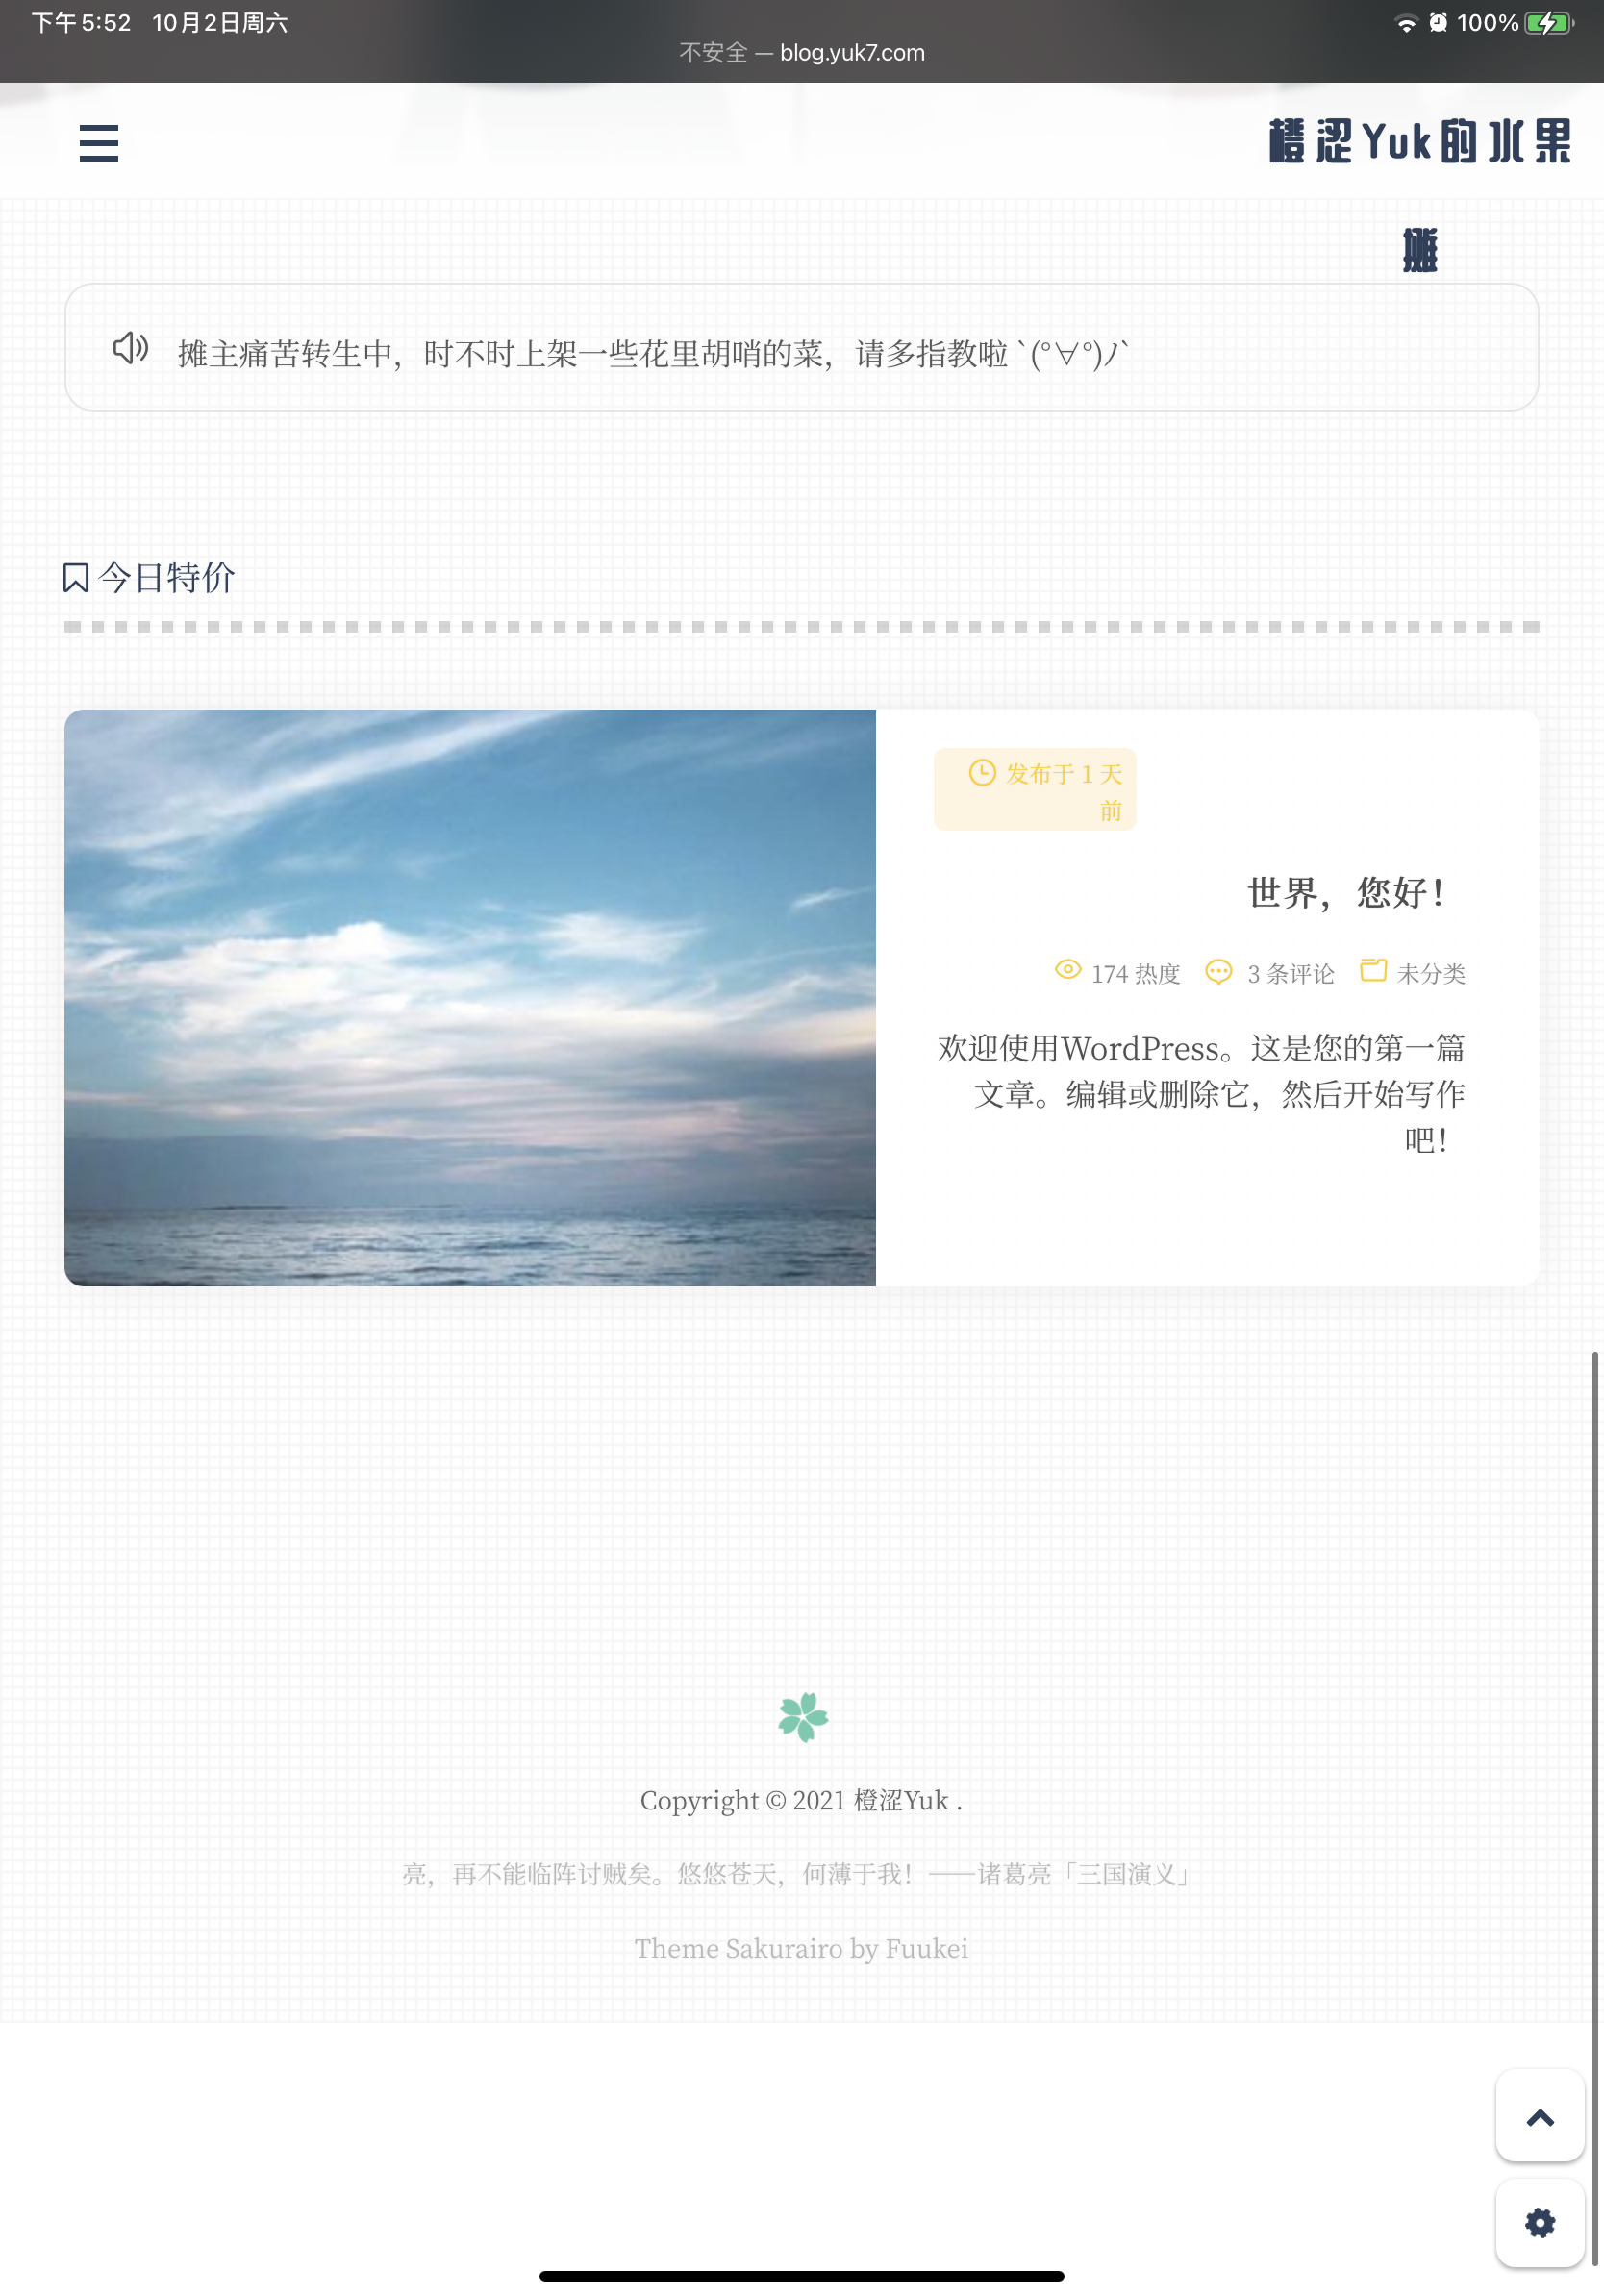 下午5:52 10月2日周六
100%
不安全 — blog.yuk7.com
橙涩Yuk的水果
摊
摊主痛苦转生中，时不时上架一些花里胡哨的菜，请多指教啦 `(°∀°)ﾉ`
今日特价
发布于 1 天
前
世界，您好！
174 热度 3 条评论 未分类
欢迎使用WordPress。这是您的第一篇
文章。编辑或删除它，然后开始写作
吧！
Copyright © 2021 橙涩Yuk .
亮，再不能临阵讨贼矣。悠悠苍天，何薄于我！——诸葛亮「三国演义」
Theme Sakurairo by Fuukei